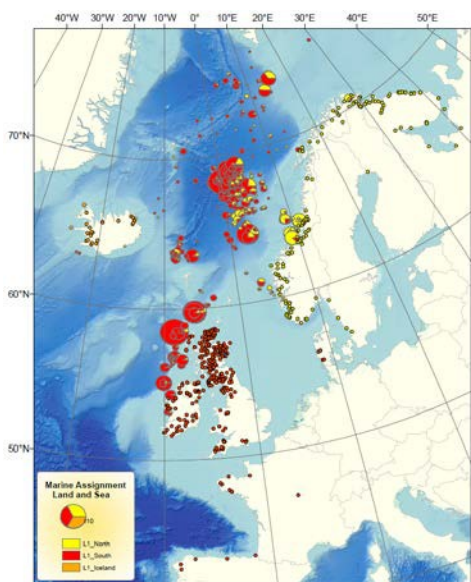 40°W 30°W 20°W 10°W 0° 10°E 20°E 30°E 40°E 50°E
70°N
60°N
50°N
Marine Assignment
Land and Sea
10
L1_North
L1_South
L1_Iceland